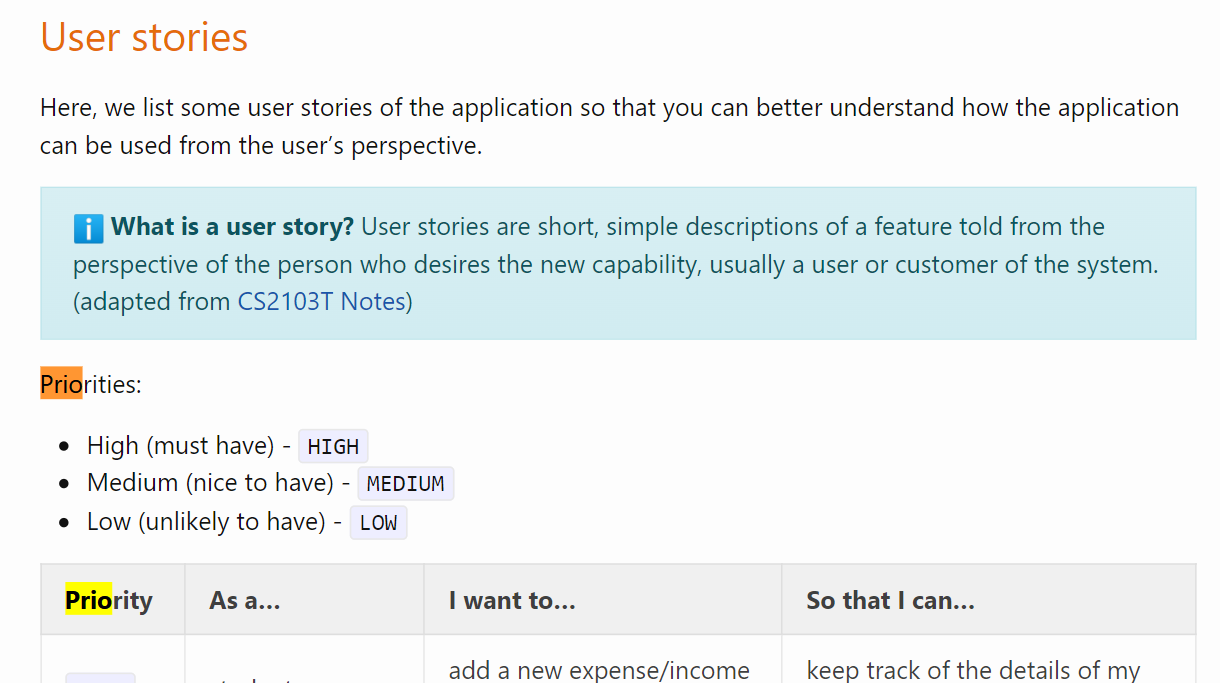 User stories
Here, we list some user stories of the application so that you can better understand how the application
can be used from the user’s perspective.
What is a user story? User stories are short, simple descriptions of a feature told from the
perspective of the person who desires the new capability, usually a user or customer of the system.
(adapted from CS2103T Notes)
Priorities:
High (must have) - HIGH
Medium (nice to have) - MEDIUM
Low (unlikely to have) - LOW
Priority As a… I want to… So that I can…
add a new expense/income keep track of the details of my